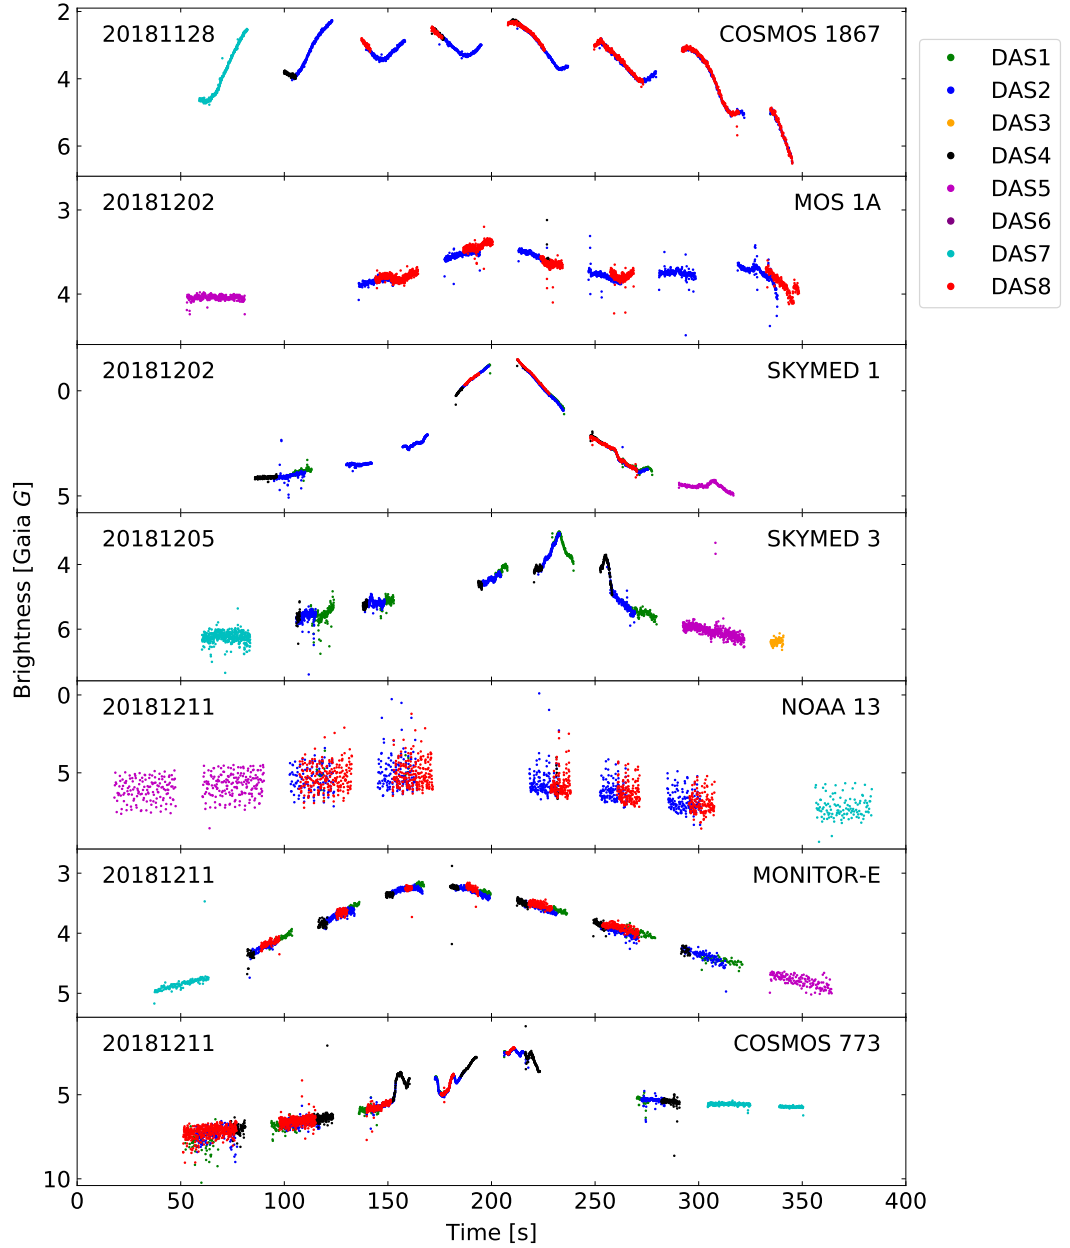 20181128 COSMOS 1867
2
4
6
DAS1
DAS2
DAS3
DAS4
DAS5
DAS6
DAS7
DAS8
20181202 MOS 1A
3
4
20181202 SKYMED 1
0
5
20181205 SKYMED 3
4
6
Brightness [Gaia G]
20181211 NOAA 13
0
5
20181211 MONITOR-E
3
4
5
20181211 COSMOS 773
5
10
0 50 100 150 200 250 300 350 400
Time [s]